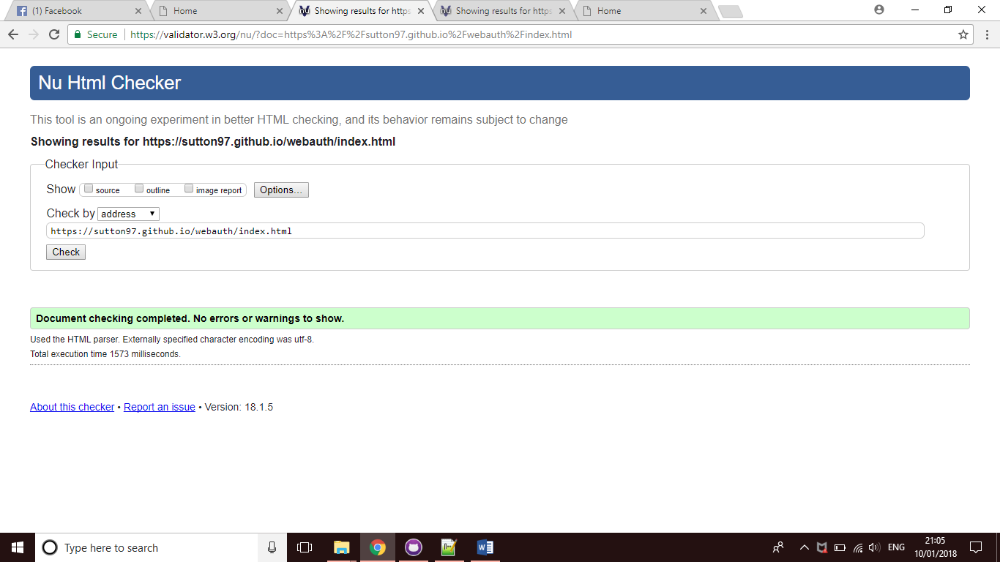 (1) Facebook
Home
Showing results for https
Showing results for https
Home
Secure
https://validator.w3.org/nu/?doc=https%3A%2F%2Fsutton97.github.io%2Fwebauth%2Findex.html
Nu Html Checker
This tool is an ongoing experiment in better HTML checking, and its behavior remains subject to change
Showing results for https://sutton97.github.io/webauth/index.html
Checker Input
Show source outline image report Options...
Check by address
https://sutton97.github.io/webauth/index.html
Check
Document checking completed. No errors or warnings to show.
Used the HTML parser. Externally specified character encoding was utf-8.
Total execution time 1573 milliseconds.
About this checker • Report an issue • Version: 18.1.5
Type here to search
ENG
21:05
10/01/2018